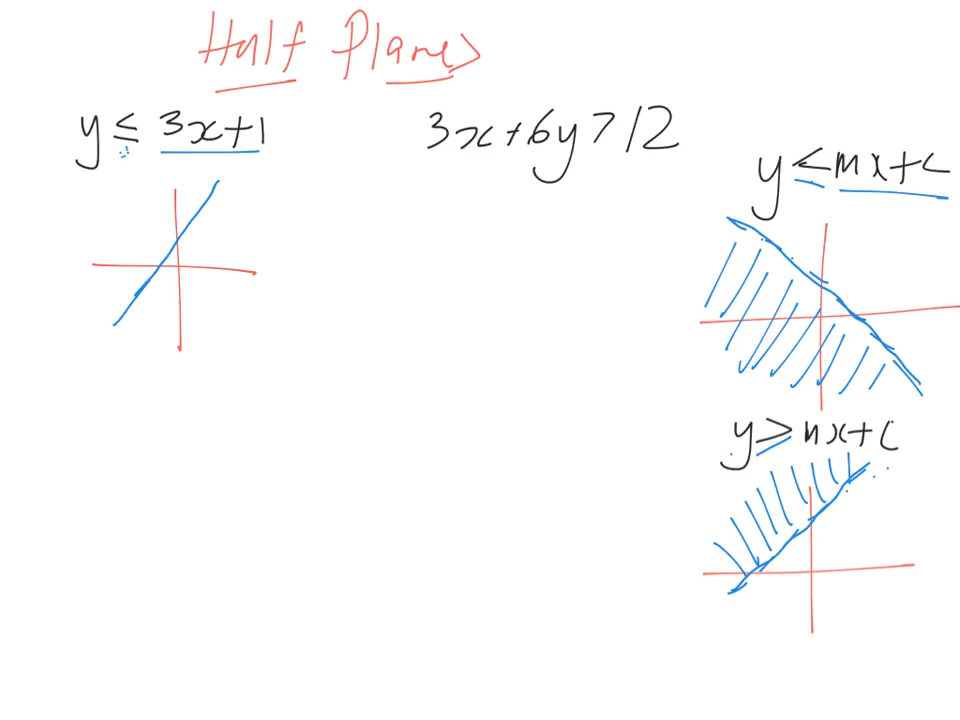 Half Planes
y ≤ 3x+1
3x+6y>12
y<mx+c
y>mx+c